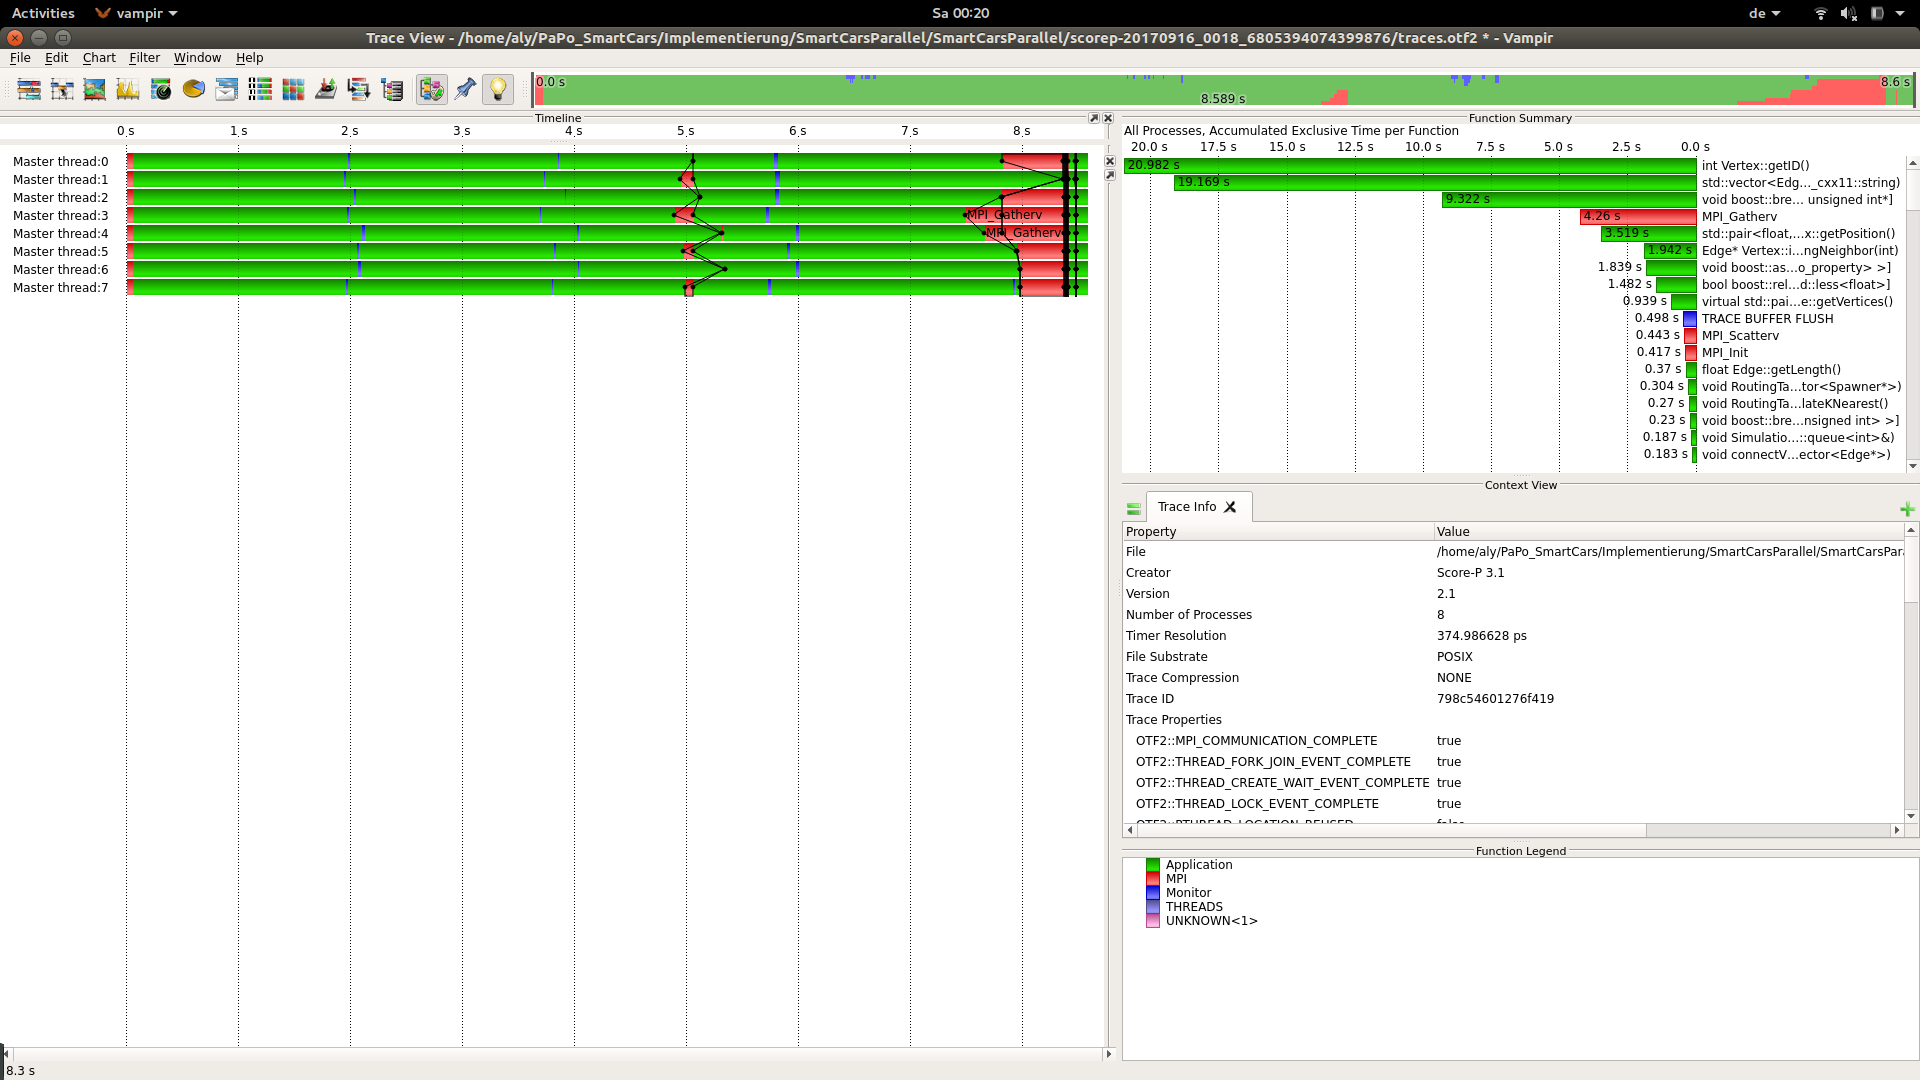 Activities vampir Sa 00:20 de
Trace View - /home/aly/PaPo_SmartCars/Implementierung/SmartCarsParallel/SmartCarsParallel/scorep-20170916_0018_6805394074399876/traces.otf2 * - Vampir
File Edit Chart Filter Window Help
0.0 s 8.589 s 8.6 s
Timeline
0 s 1 s 2 s 3 s 4 s 5 s 6 s 7 s 8 s
Master thread:0
Master thread:1
Master thread:2
Master thread:3 MPI_Gatherv
Master thread:4 MPI_Gatherv
Master thread:5
Master thread:6
Master thread:7
8.3 s
Function Summary
All Processes, Accumulated Exclusive Time per Function
20.0 s 17.5 s 15.0 s 12.5 s 10.0 s 7.5 s 5.0 s 2.5 s 0.0 s
20.982 s int Vertex::getID()
19.169 s std::vector<Edg..._cxx11::string)
9.322 s void boost::bre... unsigned int*]
4.26 s MPI_Gatherv
3.519 s std::pair<float,...x::getPosition()
1.942 s Edge* Vertex::i...ngNeighbor(int)
1.839 s void boost::as...o_property> >]
1.482 s bool boost::rel...d::less<float>]
0.939 s virtual std::pai...e::getVertices()
0.498 s TRACE BUFFER FLUSH
0.443 s MPI_Scatterv
0.417 s MPI_Init
0.37 s float Edge::getLength()
0.304 s void RoutingTa...tor<Spawner*>)
0.27 s void RoutingTa...lateKNearest()
0.23 s void boost::bre...nsigned int> >]
0.187 s void Simulatio...::queue<int>&)
0.183 s void connectV...ector<Edge*>)
Context View
Trace Info
Property Value
File /home/aly/PaPo_SmartCars/Implementierung/SmartCarsParallel/SmartCarsPar
Creator Score-P 3.1
Version 2.1
Number of Processes 8
Timer Resolution 374.986628 ps
File Substrate POSIX
Trace Compression NONE
Trace ID 798c54601276f419
Trace Properties
OTF2::MPI_COMMUNICATION_COMPLETE true
OTF2::THREAD_FORK_JOIN_EVENT_COMPLETE true
OTF2::THREAD_CREATE_WAIT_EVENT_COMPLETE true
OTF2::THREAD_LOCK_EVENT_COMPLETE true
OTF2::PTHREAD_LOCATION_REUSED false
Function Legend
Application
MPI
Monitor
THREADS
UNKNOWN<1>